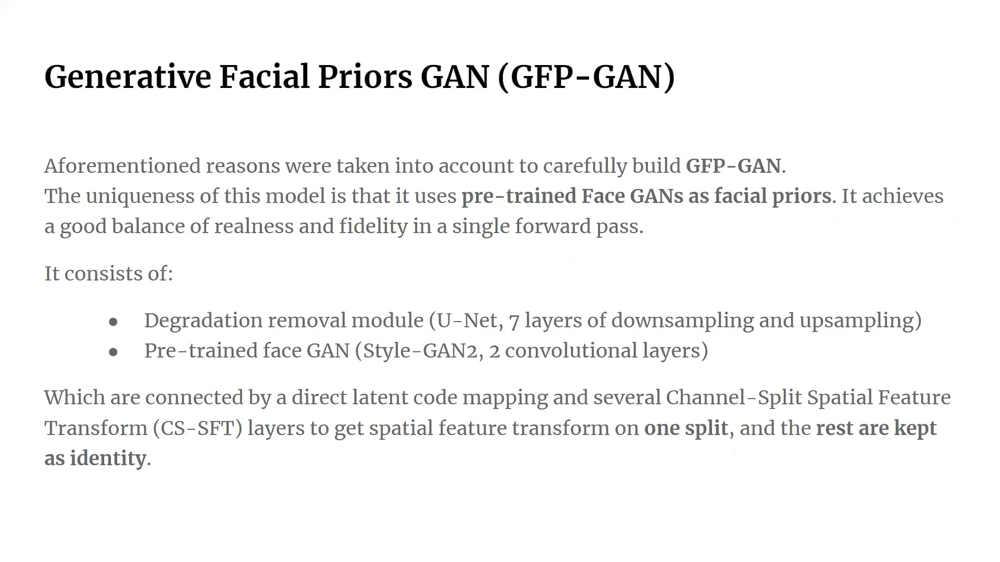 Generative Facial Priors GAN (GFP-GAN)
Aforementioned reasons were taken into account to carefully build GFP-GAN.
The uniqueness of this model is that it uses pre-trained Face GANs as facial priors. It achieves
a good balance of realness and fidelity in a single forward pass.
It consists of:
● Degradation removal module (U-Net, 7 layers of downsampling and upsampling)
● Pre-trained face GAN (Style-GAN2, 2 convolutional layers)
Which are connected by a direct latent code mapping and several Channel-Split Spatial Feature
Transform (CS-SFT) layers to get spatial feature transform on one split, and the rest are kept
as identity.